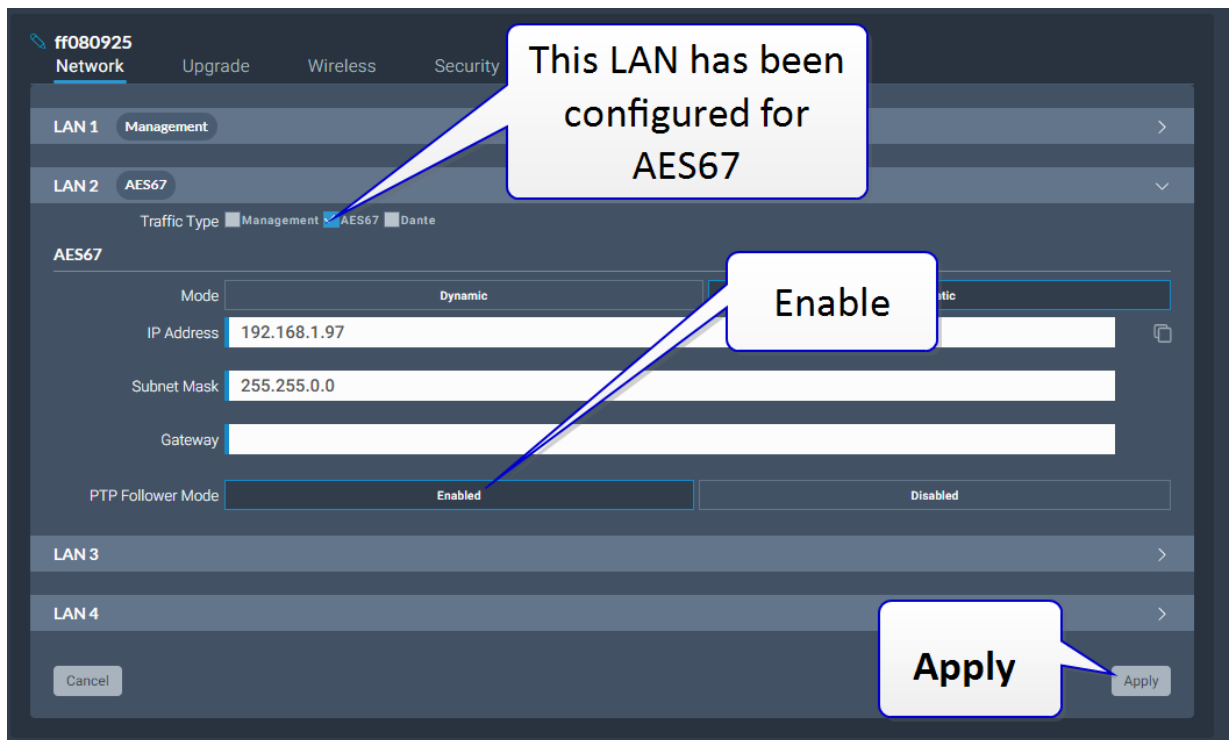 ff080925
Network Upgrade Wireless Security
This LAN has been
configured for
AES67
LAN 1 Management
LAN 2 AES67
Traffic Type Management AES67 Dante
AES67
Mode Dynamic
Enable
IP Address 192.168.1.97
Subnet Mask 255.255.0.0
Gateway
PTP Follower Mode Enabled Disabled
LAN 3
LAN 4
Apply
Cancel Apply